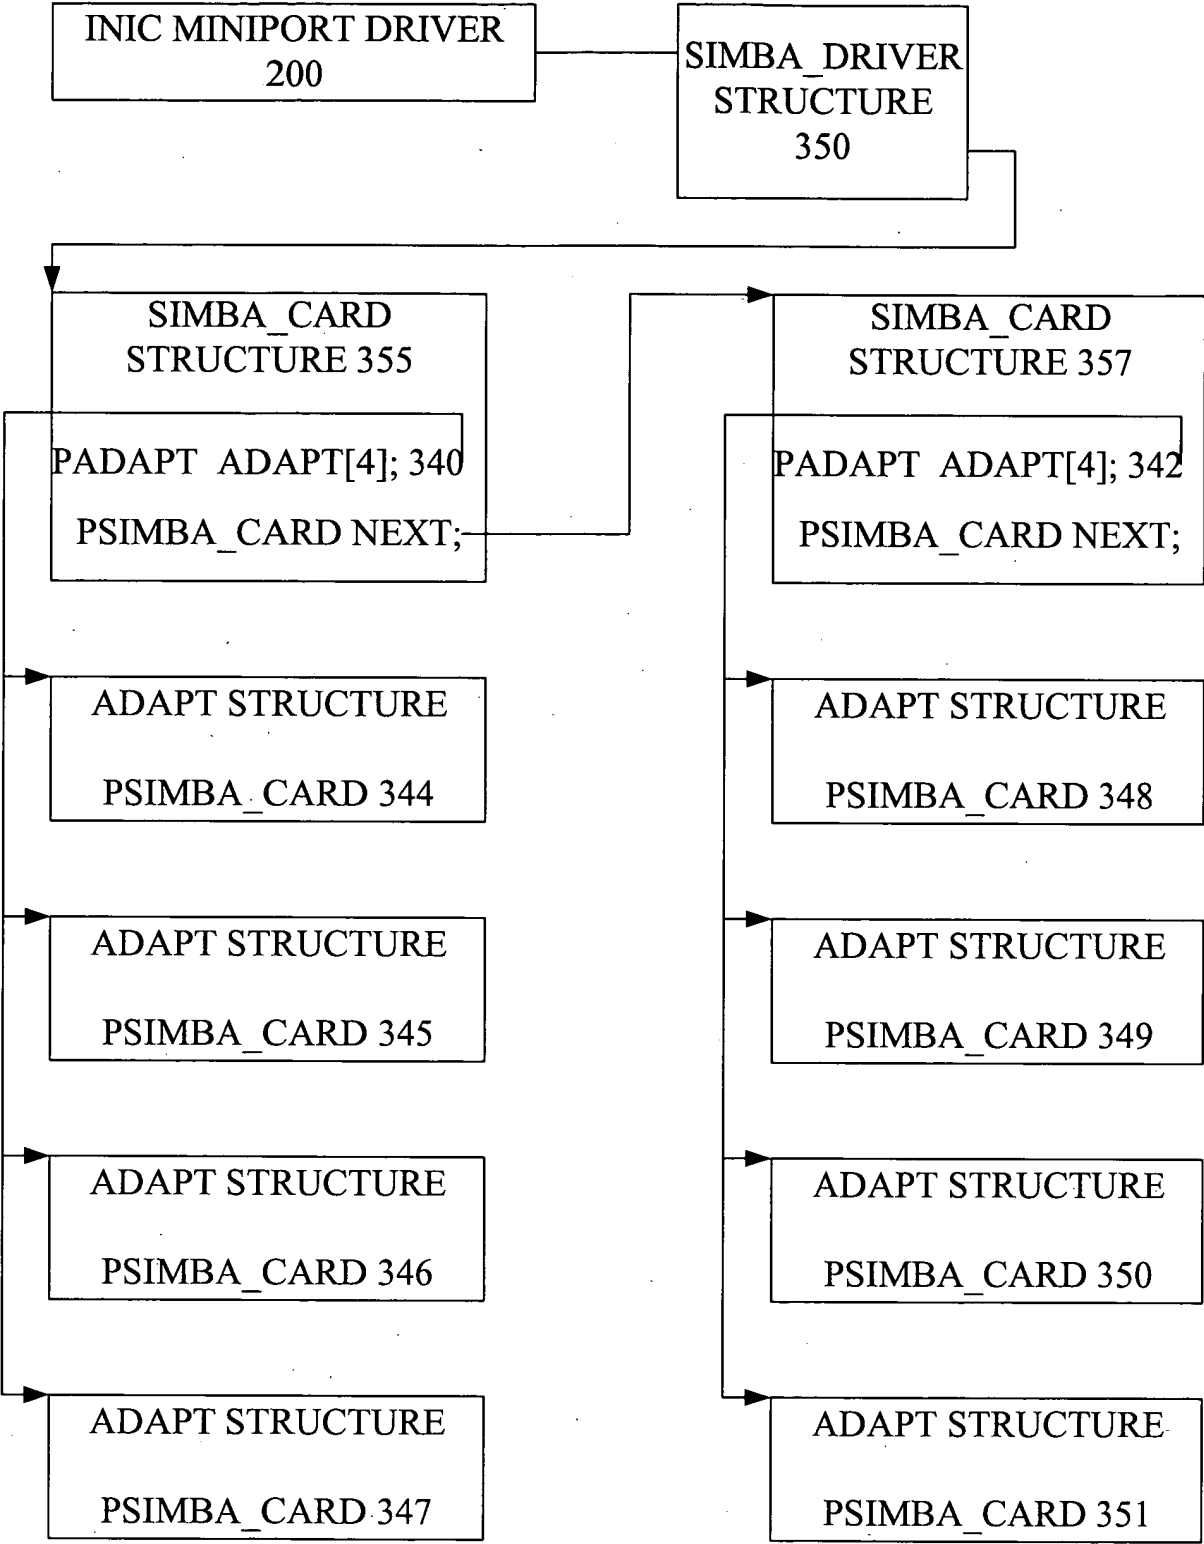 INIC MINIPORT DRIVER
200
SIMBA_DRIVER
STRUCTURE
350
SIMBA_CARD
STRUCTURE 355
PADAPT ADAPT[4]; 340
PSIMBA_CARD NEXT;
SIMBA_CARD
STRUCTURE 357
PADAPT ADAPT[4]; 342
PSIMBA_CARD NEXT;
ADAPT STRUCTURE
PSIMBA_CARD 344
ADAPT STRUCTURE
PSIMBA_CARD 348
ADAPT STRUCTURE
PSIMBA_CARD 345
ADAPT STRUCTURE
PSIMBA_CARD 349
ADAPT STRUCTURE
PSIMBA_CARD 346
ADAPT STRUCTURE
PSIMBA_CARD 350
ADAPT STRUCTURE
PSIMBA_CARD 347
ADAPT STRUCTURE
PSIMBA_CARD 351